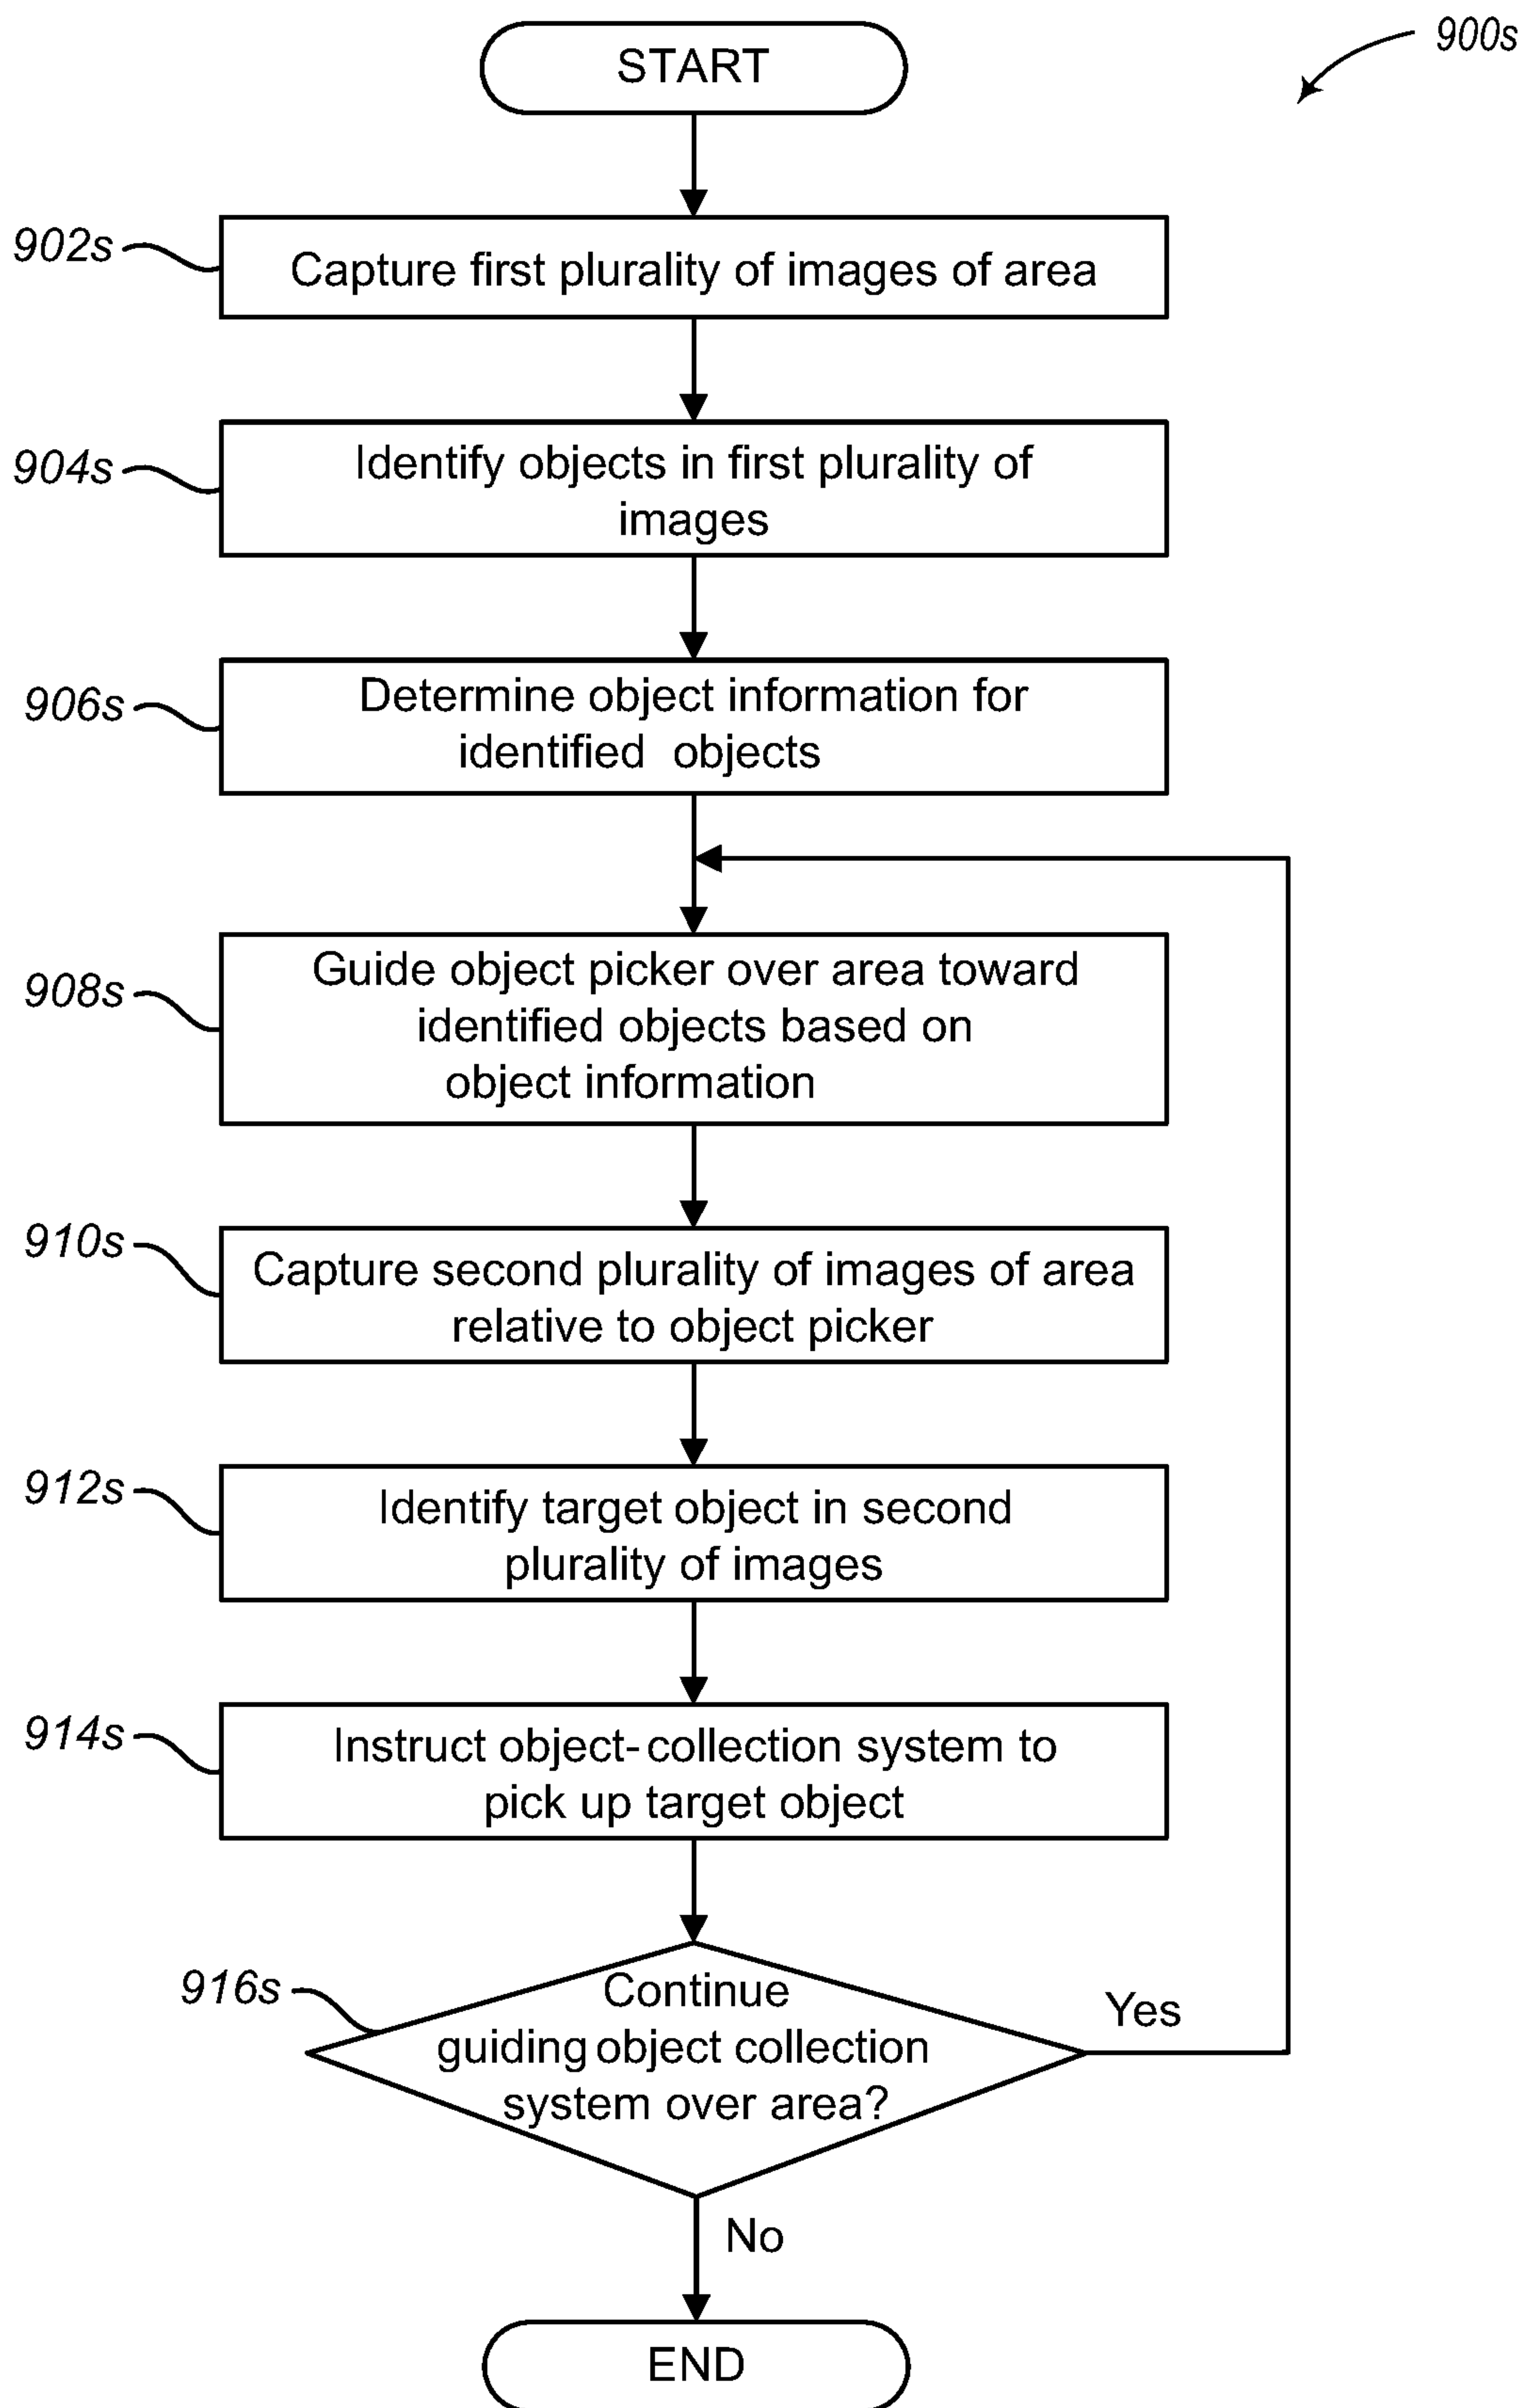 START
900s
902s
Capture first plurality of images of area
904s
Identify objects in first plurality of
images
906s
Determine object information for
identified objects
908s
Guide object picker over area toward
identified objects based on
object information
910s
Capture second plurality of images of area
relative to object picker
912s
Identify target object in second
plurality of images
914s
Instruct object-collection system to
pick up target object
916s
Continue
guiding object collection
system over area?
Yes
No
END